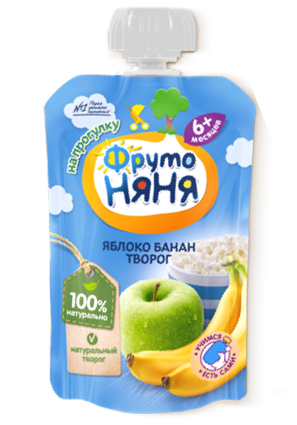 №1
на прогулку
6+
месяцев
Фруто
НЯНЯ
ЯБЛОКО БАНАН
ТВОРОГ
100%
натурально
натуральный
творог
УЧИМСЯ
ЕСТЬ САМИ